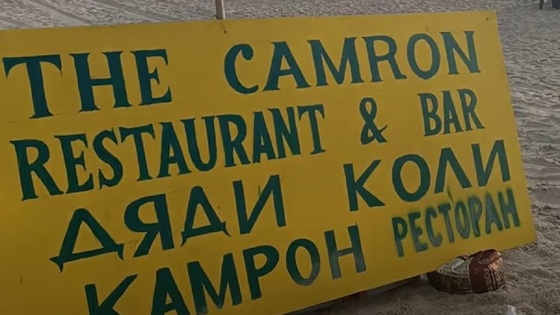 THE CAMRON
RESTAURANT & BAR
ДЯДИ КОЛИ
КАМРОН РЕСТОРАН